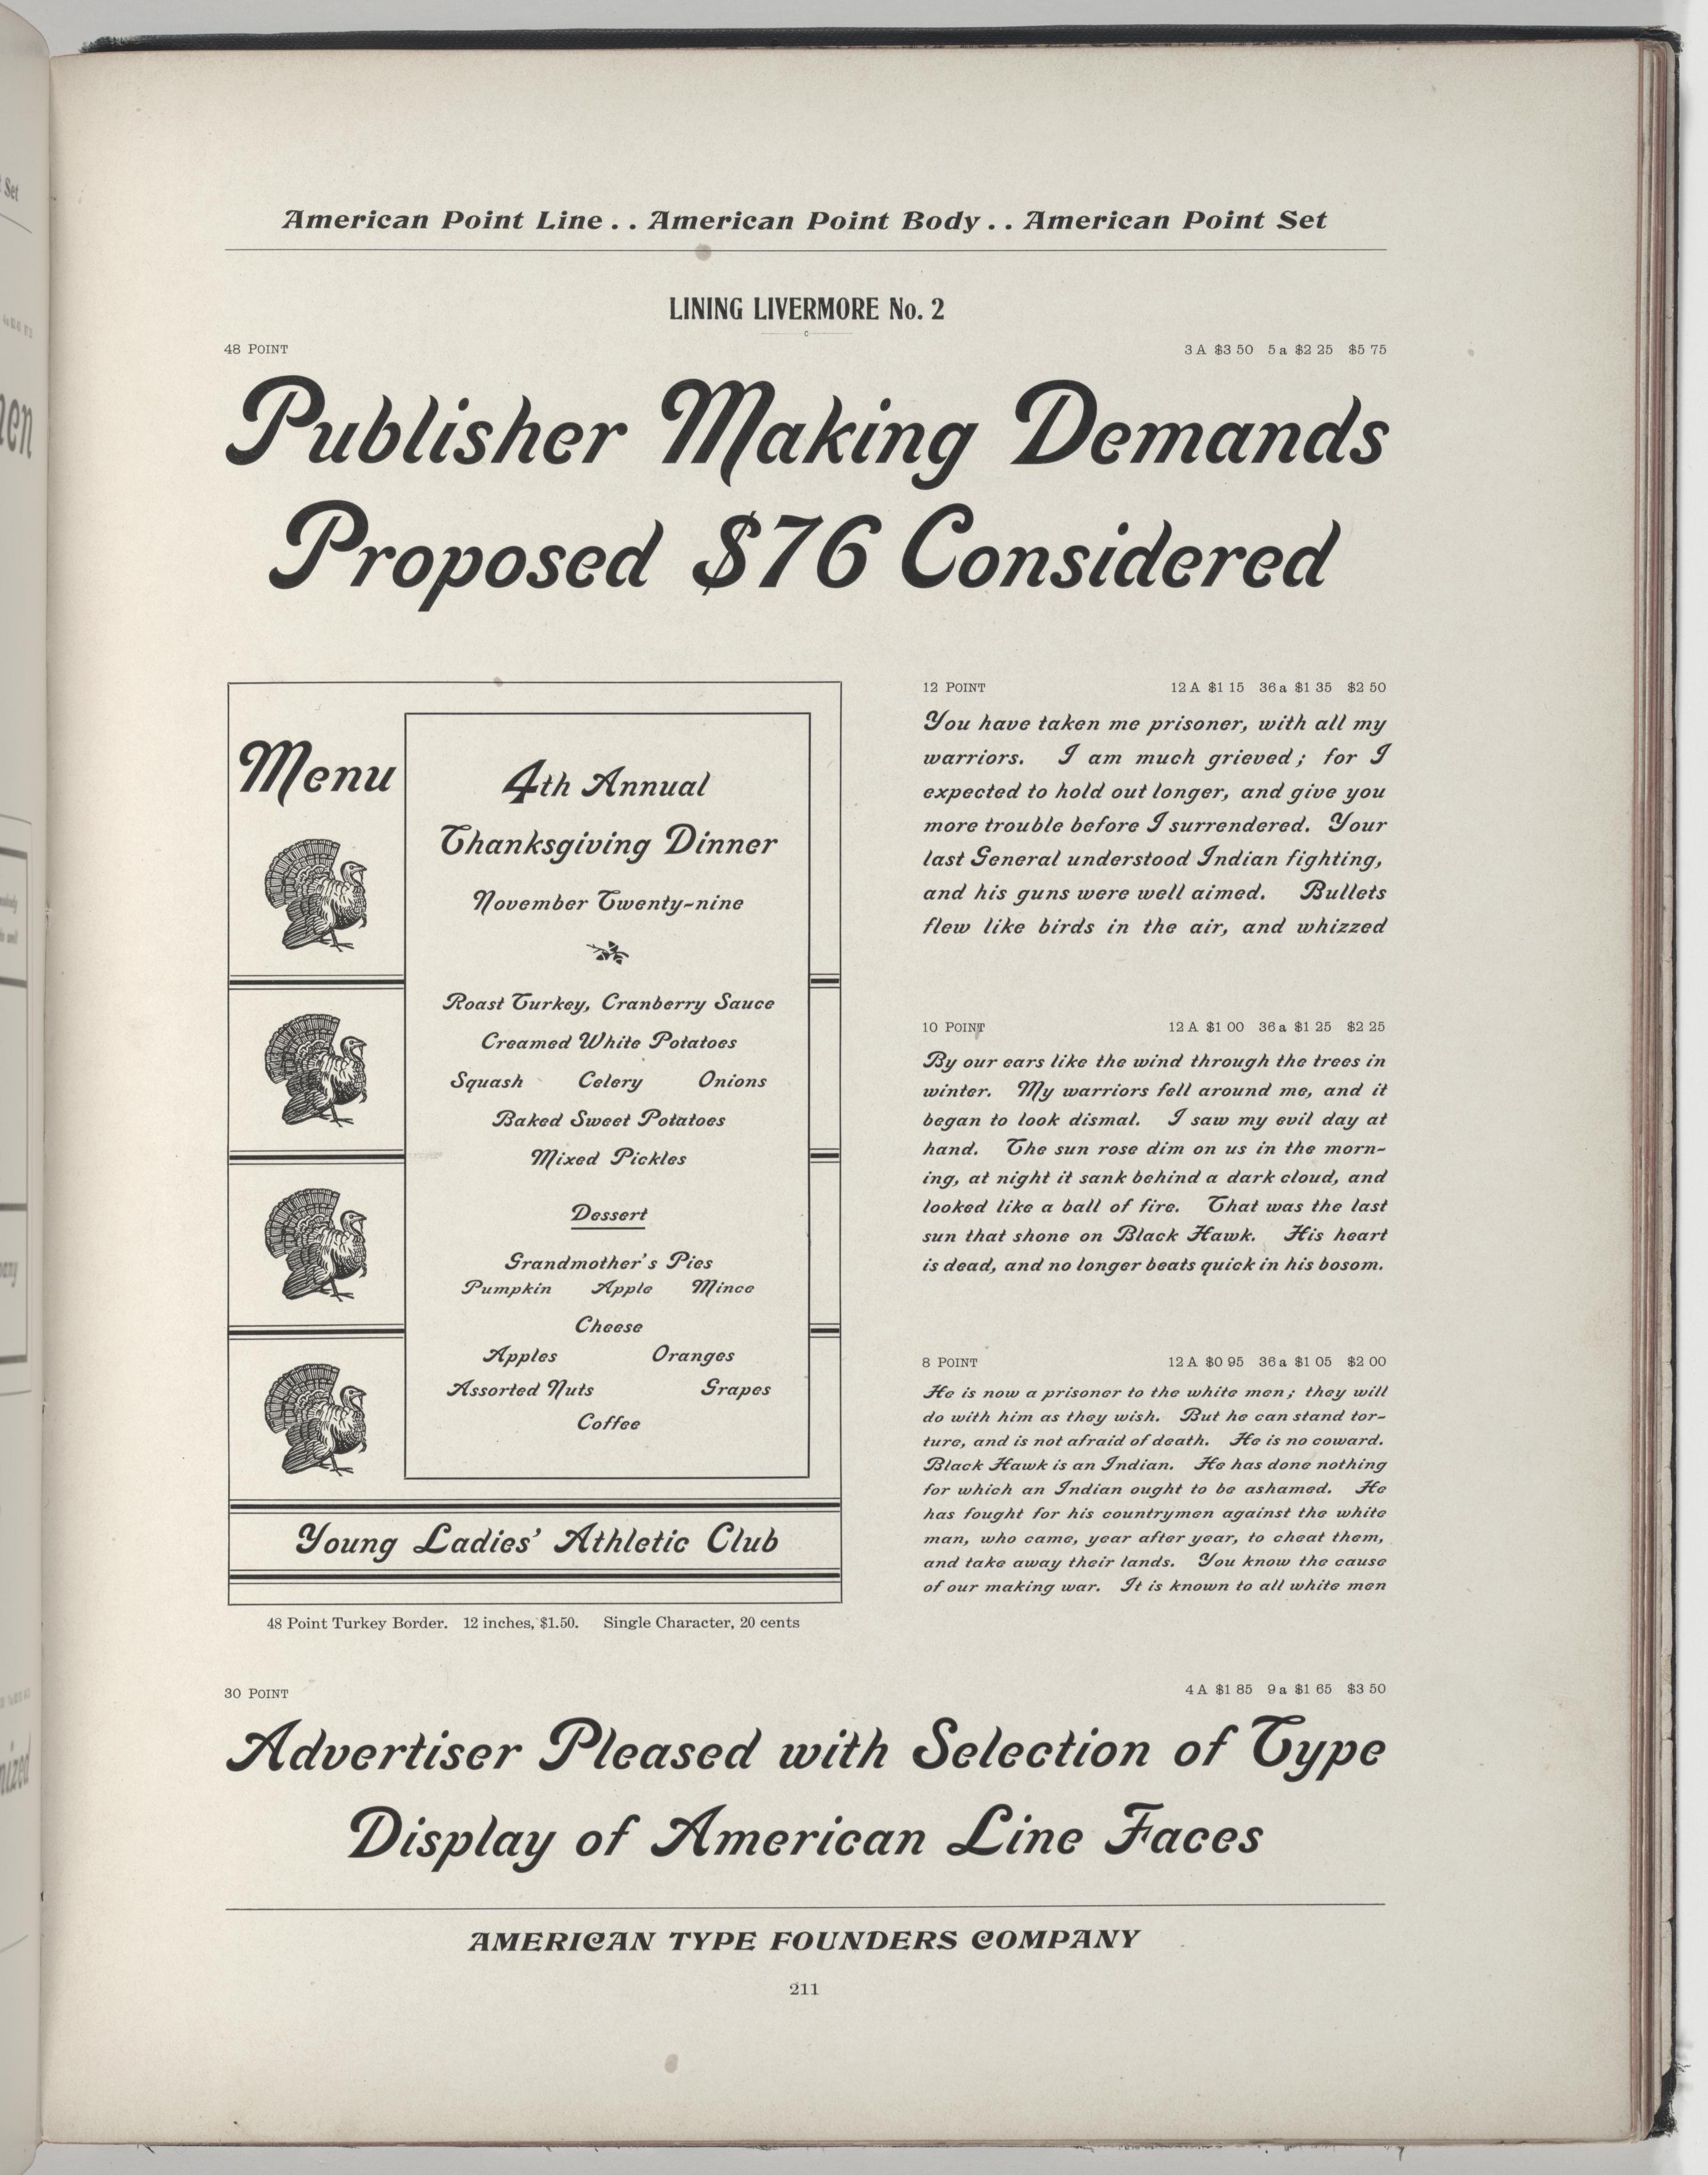 American Point Line . . American Point Body . . American Point Set
LINING LIVERMORE No. 2
48 POINT 3 A $3 50 5 a $2 25 $5 75
Publisher Making Demands
Proposed $76 Considered
Menu
4th Annual
Thanksgiving Dinner
November Twenty-nine
Roast Turkey, Cranberry Sauce
Creamed White Potatoes
Squash Celery Onions
Baked Sweet Potatoes
Mixed Pickles
Dessert
Grandmother's Pies
Pumpkin Apple Mince
Cheese
Apples Oranges
Assorted Nuts Grapes
Coffee
Young Ladies' Athletic Club
48 Point Turkey Border. 12 inches, $1.50. Single Character, 20 cents
12 POINT 12 A $1 15 36 a $1 35 $2 50
You have taken me prisoner, with all my
warriors. I am much grieved; for I
expected to hold out longer, and give you
more trouble before I surrendered. Your
last General understood Indian fighting,
and his guns were well aimed. Bullets
flew like birds in the air, and whizzed
10 POINT 12 A $1 00 36 a $1 25 $2 25
By our ears like the wind through the trees in
winter. My warriors fell around me, and it
began to look dismal. I saw my evil day at
hand. The sun rose dim on us in the morn-
ing, at night it sank behind a dark cloud, and
looked like a ball of fire. That was the last
sun that shone on Black Hawk. His heart
is dead, and no longer beats quick in his bosom.
8 POINT 12 A $0 95 36 a $1 05 $2 00
He is now a prisoner to the white men; they will
do with him as they wish. But he can stand tor-
ture, and is not afraid of death. He is no coward.
Black Hawk is an Indian. He has done nothing
for which an Indian ought to be ashamed. He
has fought for his countrymen against the white
man, who came, year after year, to cheat them,
and take away their lands. You know the cause
of our making war. It is known to all white men
30 POINT 4 A $1 85 9 a $1 65 $3 50
Advertiser Pleased with Selection of Type
Display of American Line Faces
AMERICAN TYPE FOUNDERS COMPANY
211